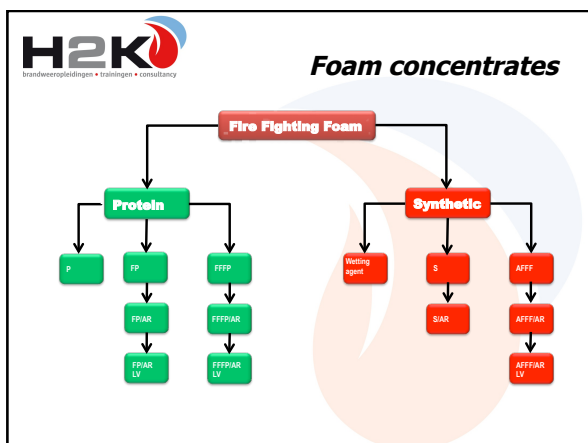 H2K
brandweeropleidingen • trainingen • consultancy
Foam concentrates
Fire Fighting Foam
Protein
Synthetic
P
FP
FFFP
Wetting
agent
S
AFFF
FP/AR
FFFP/AR
S/AR
AFFF/AR
FP/AR
LV
FFFP/AR
LV
AFFF/AR
LV